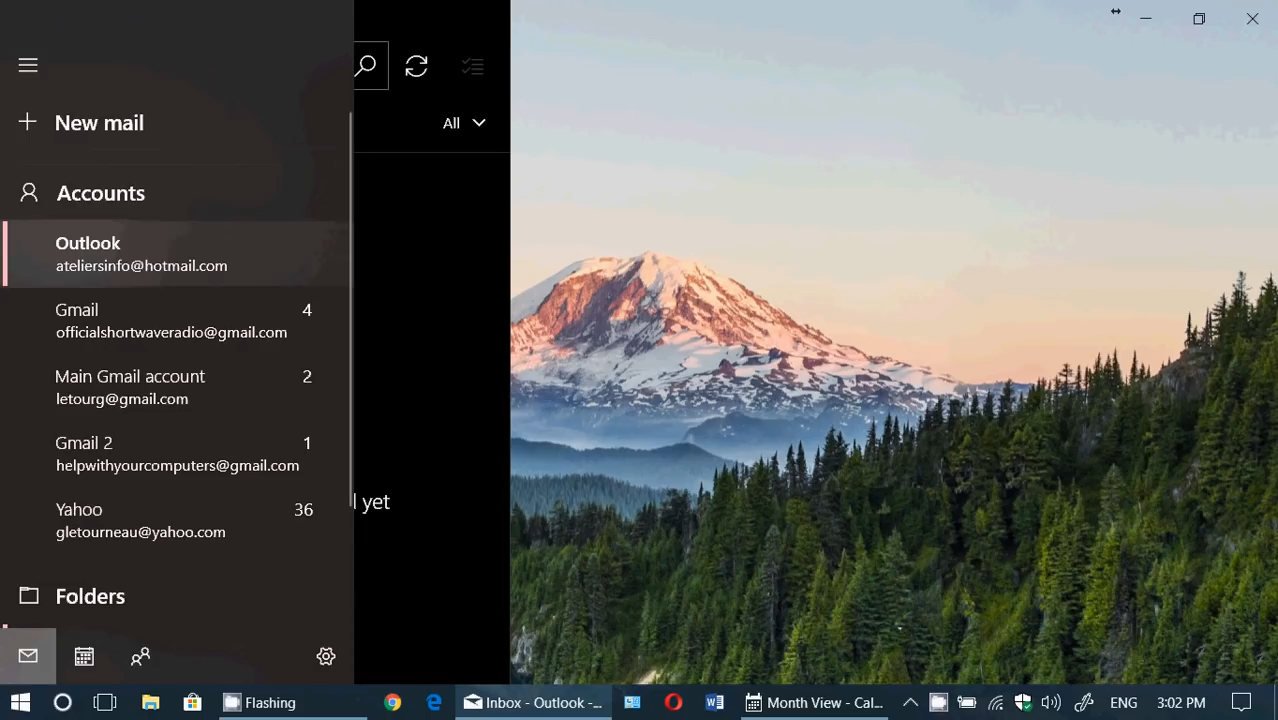 New mail
All
Accounts
Outlook
ateliersinfo@hotmail.com
Gmail 4
officialshortwaveradio@gmail.com
Main Gmail account 2
letourg@gmail.com
Gmail 2 1
helpwithyourcomputers@gmail.com
Yahoo 36
yet
gletourneau@yahoo.com
Folders
Flashing
Inbox - Outlook -...
Month View - Cal...
ENG
3:02 PM